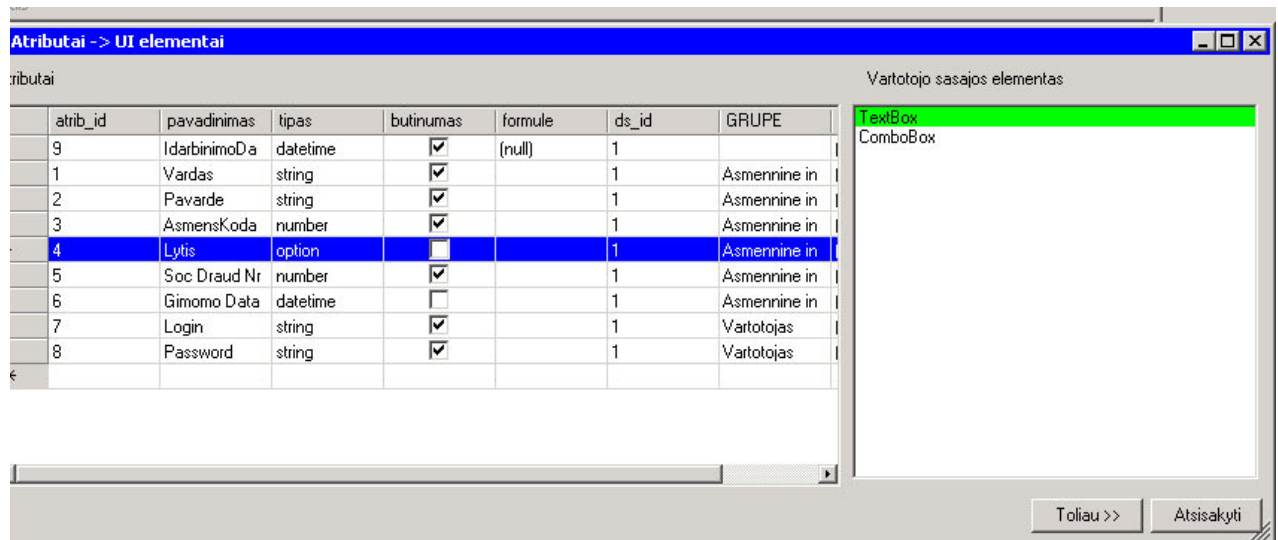 Atributai -> UI elementai
tributai
Vartotojo sasajos elementas
atrib_id pavadinimas tipas butinumas formule ds_id GRUPE
9 IdarbinimoDa datetime (null) 1
1 Vardas string 1 Asmennine in
2 Pavarde string 1 Asmennine in
3 AsmensKoda number 1 Asmennine in
4 Lytis option 1 Asmennine in
5 Soc Draud Nr number 1 Asmennine in
6 Gimomo Data datetime 1 Asmennine in
7 Login string 1 Vartotojas
8 Password string 1 Vartotojas
TextBox
ComboBox
Toliau >> Atsisakyti